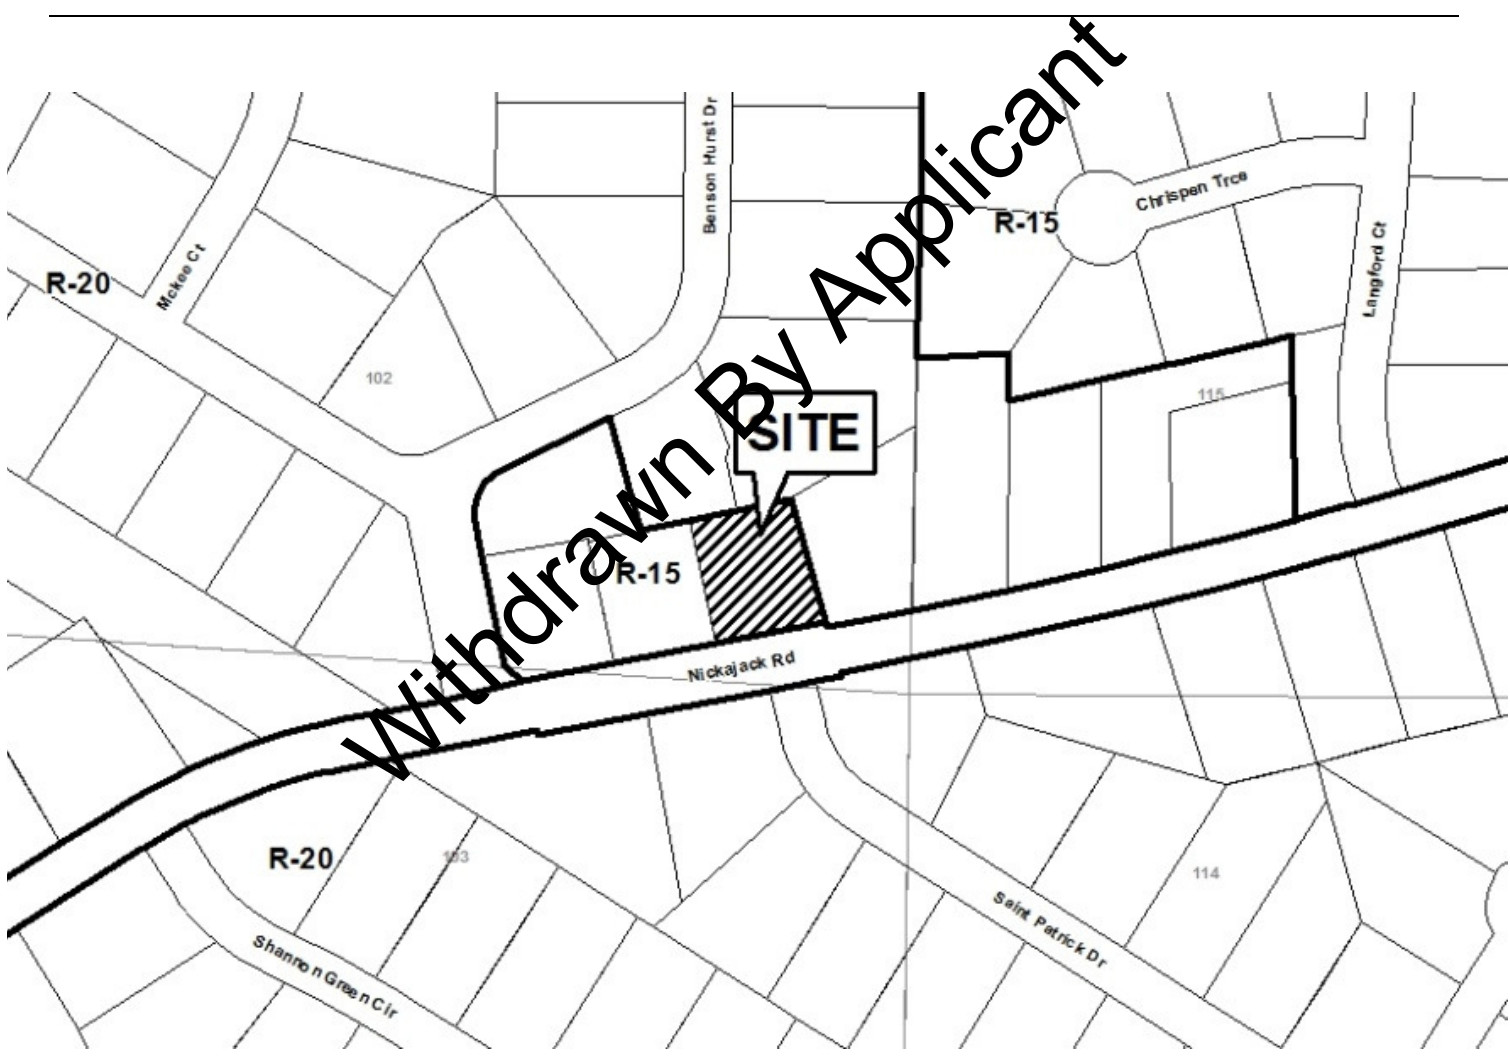 Withdrawn By Applicant
Benson Hurst Dr
Chrispen Trce
R-15
Langford Ct
R-20
Mckee Ct
102
115
SITE
R-15
Nickajack Rd
R-20
103
114
Saint Patrick Dr
Shannon Green Cir